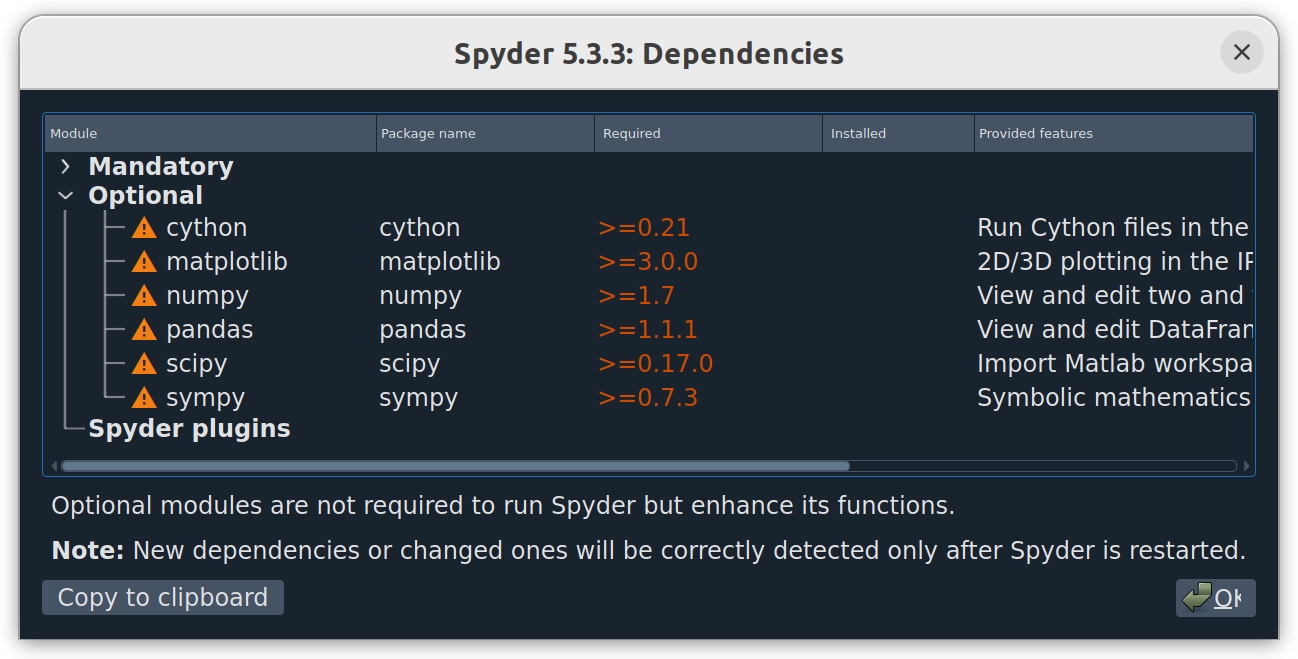 Spyder 5.3.3: Dependencies
Module Package name Required Installed Provided features
Mandatory
Optional
cython cython >=0.21 Run Cython files in the
matplotlib matplotlib >=3.0.0 2D/3D plotting in the
numpy numpy >=1.7 View and edit two and
pandas pandas >=1.1.1 View and edit
scipy scipy >=0.17.0 Import Matlab
sympy sympy >=0.7.3 Symbolic mathematics
Spyder plugins
Optional modules are not required to run Spyder but enhance its functions.
Note: New dependencies or changed ones will be correctly detected only after Spyder is restarted.
Copy to clipboard OK